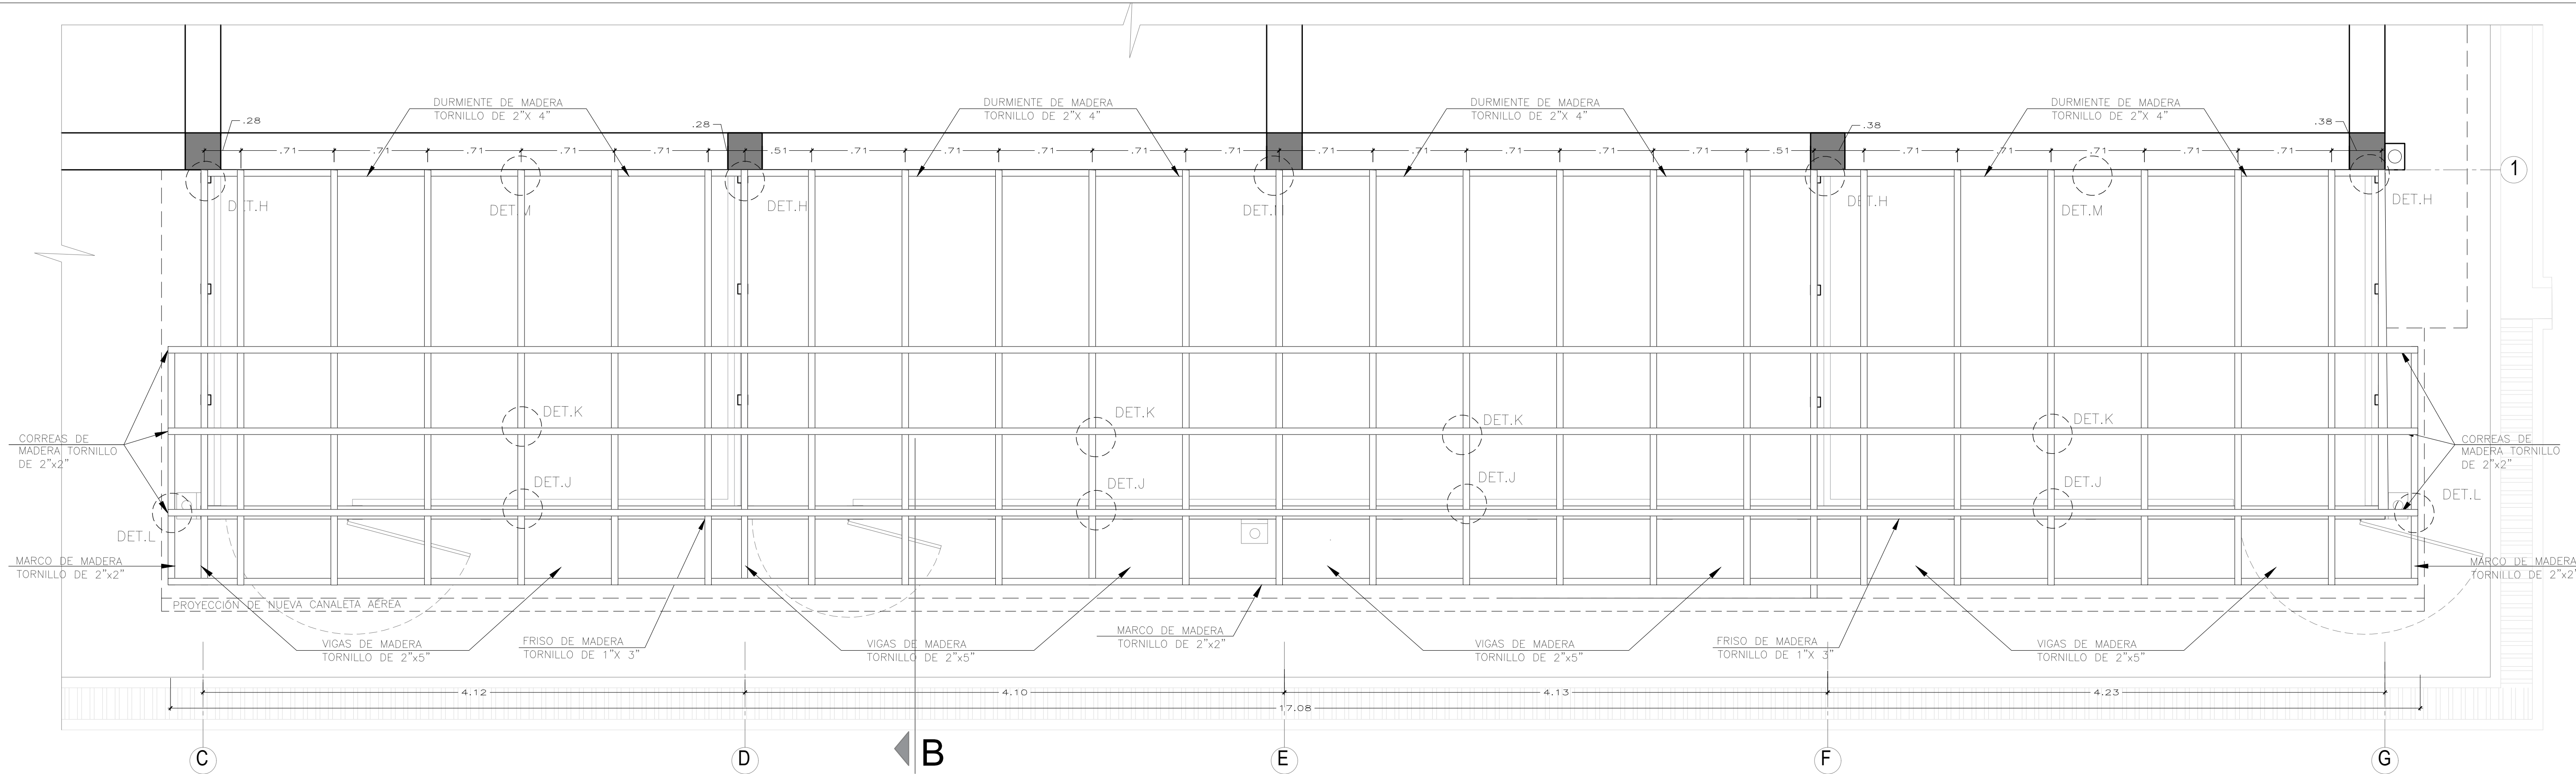 DURMIENTE DE MADERA
TORNILLO DE 2"X 4"
DURMIENTE DE MADERA
TORNILLO DE 2"X 4"
DURMIENTE DE MADERA
TORNILLO DE 2"X 4"
DURMIENTE DE MADERA
TORNILLO DE 2"X 4"
.28
.28
.38
.38
.71 .71 .71 .71 .71 .51 .71 .71 .71 .71 .71 .71 .71 .71 .71 .71 .51 .71 .71 .71 .71 .71
1
DET.H
DET.M
DET.H
DET.H
DET.M
DET.H
DET.K
DET.K
DET.K
DET.K
CORREAS DE
MADERA TORNILLO
DE 2"x2"
CORREAS DE
MADERA TORNILLO
DE 2"x2"
DET.J
DET.J
DET.J
DET.J
DET.L
DET.L
MARCO DE MADERA
TORNILLO DE 2"x2"
MARCO DE MADERA
TORNILLO DE 2"x2"
PROYECCIÓN DE NUEVA CANALETA AÉREA
VIGAS DE MADERA
TORNILLO DE 2"x5"
FRISO DE MADERA
TORNILLO DE 1"X 3"
VIGAS DE MADERA
TORNILLO DE 2"x5"
MARCO DE MADERA
TORNILLO DE 2"x2"
VIGAS DE MADERA
TORNILLO DE 2"x5"
FRISO DE MADERA
TORNILLO DE 1"X 3"
VIGAS DE MADERA
TORNILLO DE 2"x5"
4.12 4.10 4.13 4.23
17.08
B
C D E F G